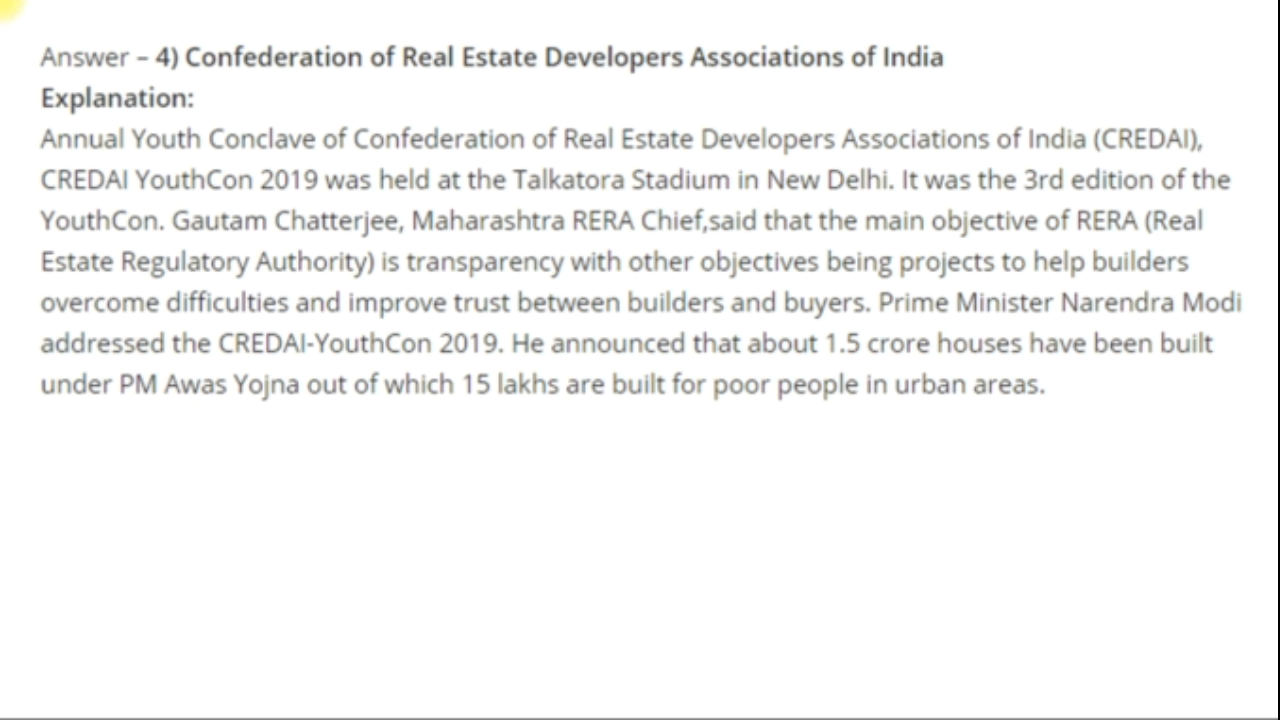 Answer – 4) Confederation of Real Estate Developers Associations of India
Explanation:
Annual Youth Conclave of Confederation of Real Estate Developers Associations of India (CREDAI),
CREDAI YouthCon 2019 was held at the Talkatora Stadium in New Delhi. It was the 3rd edition of the
YouthCon. Gautam Chatterjee, Maharashtra RERA Chief,said that the main objective of RERA (Real
Estate Regulatory Authority) is transparency with other objectives being projects to help builders
overcome difficulties and improve trust between builders and buyers. Prime Minister Narendra Modi
addressed the CREDAI-YouthCon 2019. He announced that about 1.5 crore houses have been built
under PM Awas Yojna out of which 15 lakhs are built for poor people in urban areas.